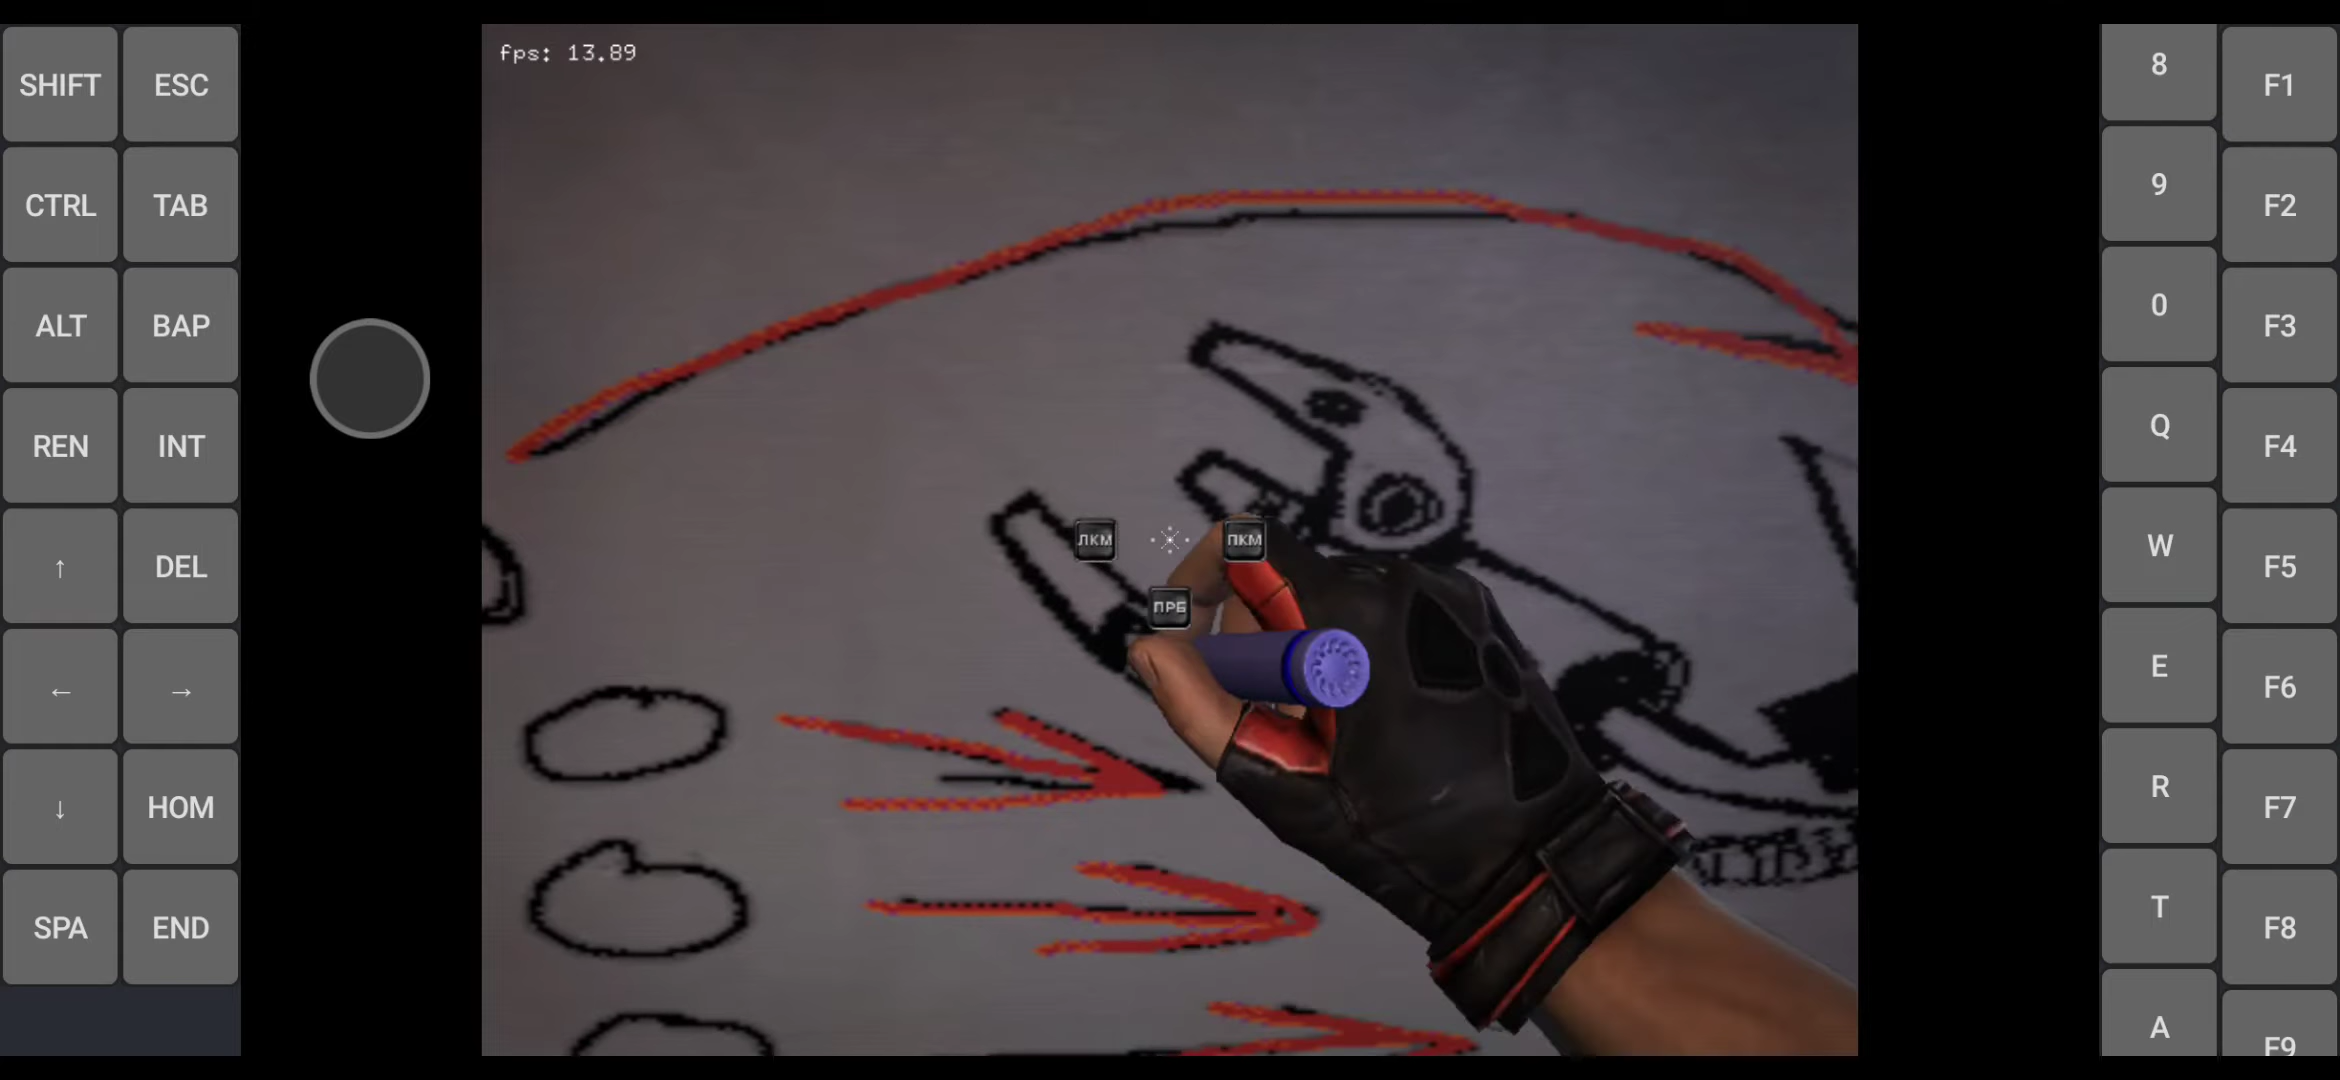 SHIFT ESC
CTRL TAB
ALT BAP
REN INT
↑ DEL
← →
↓ HOM
SPA END
fps: 13.89
ЛКМ ПКМ
ПРБ
8 F1
9 F2
0 F3
Q F4
W F5
E F6
R F7
T F8
A F9